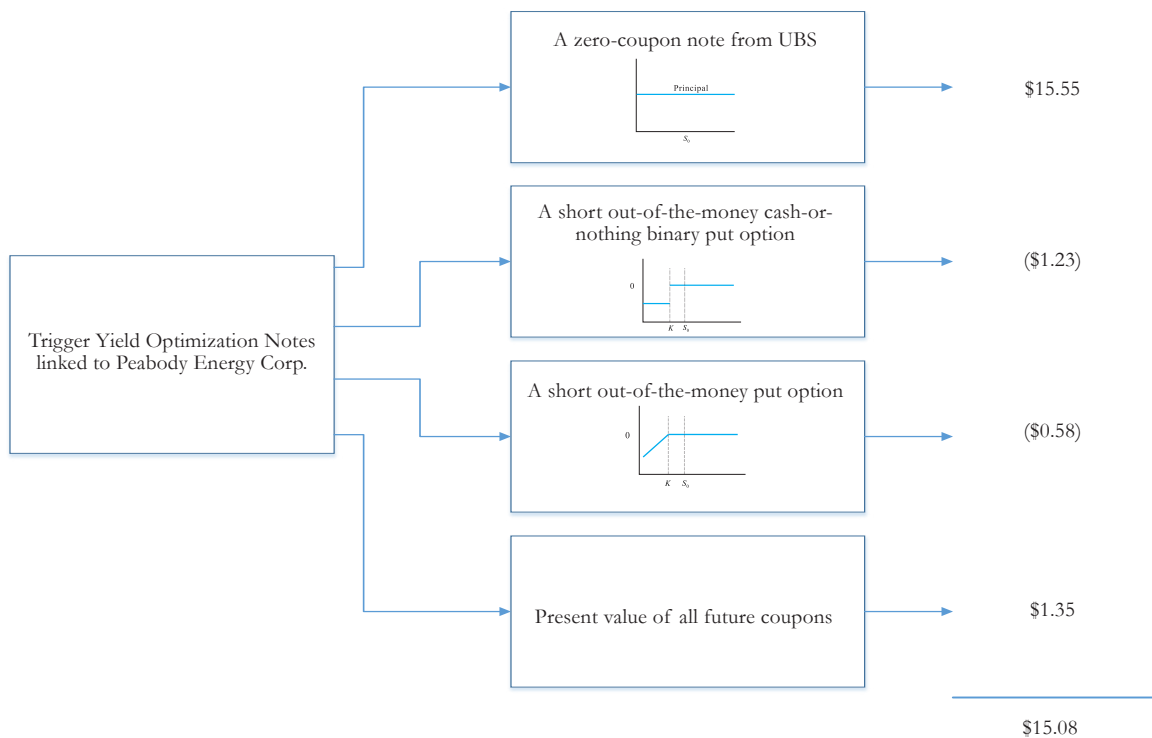 A zero-coupon note from UBS
Principal
S₀
$15.55
A short out-of-the-money cash-or-
nothing binary put option
0
K
S₀
($1.23)
Trigger Yield Optimization Notes
linked to Peabody Energy Corp.
A short out-of-the-money put option
0
K
S₀
($0.58)
Present value of all future coupons
$1.35
$15.08